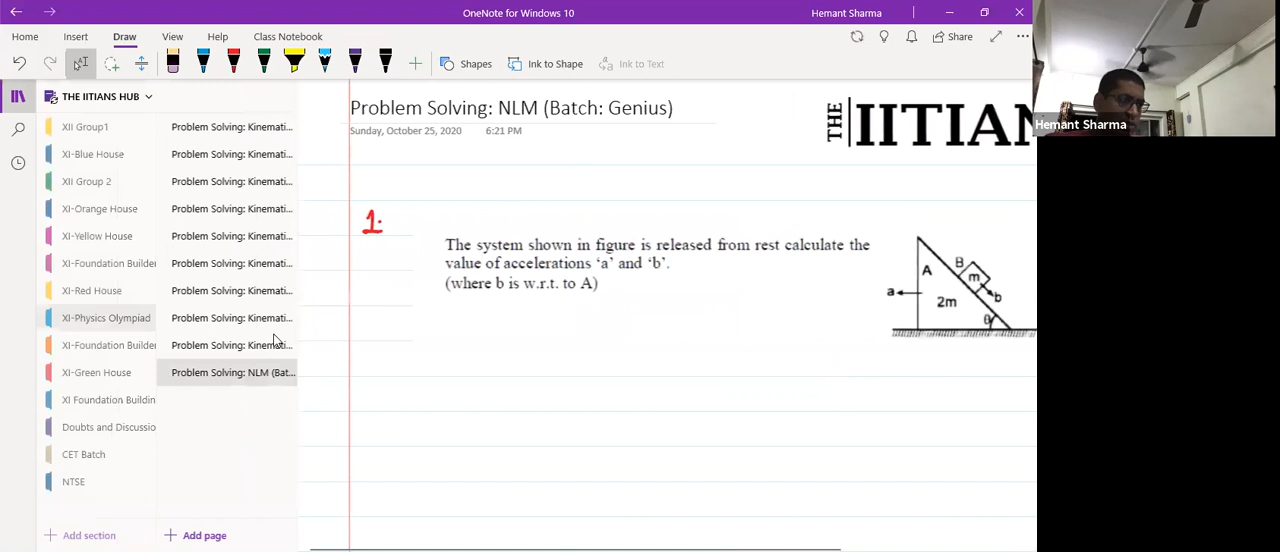 OneNote for Windows 10
Hemant Sharma
Home Insert Draw View Help Class Notebook
Share
Shapes Ink to Shape Ink to Text
THE IITIANS HUB
XII Group1
XI-Blue House
XII Group 2
XI-Orange House
XI-Yellow House
XI-Foundation Builder
XI-Red House
XI-Physics Olympiad
XI-Foundation Builder
XI-Green House
XI Foundation Buildin
Doubts and Discussio
CET Batch
NTSE
Add section
Problem Solving: Kinemati...
Problem Solving: Kinemati...
Problem Solving: Kinemati...
Problem Solving: Kinemati...
Problem Solving: Kinemati...
Problem Solving: Kinemati...
Problem Solving: Kinemati...
Problem Solving: Kinemati...
Problem Solving: Kinemati...
Problem Solving: NLM (Bat...
Add page
Problem Solving: NLM (Batch: Genius)
Sunday, October 25, 2020 6:21 PM
THE IITIAN
1.
The system shown in figure is released from rest calculate the
value of accelerations ‘a’ and ‘b’.
(where b is w.r.t. to A)
A
B
m
a
b
2m
θ
Hemant Sharma